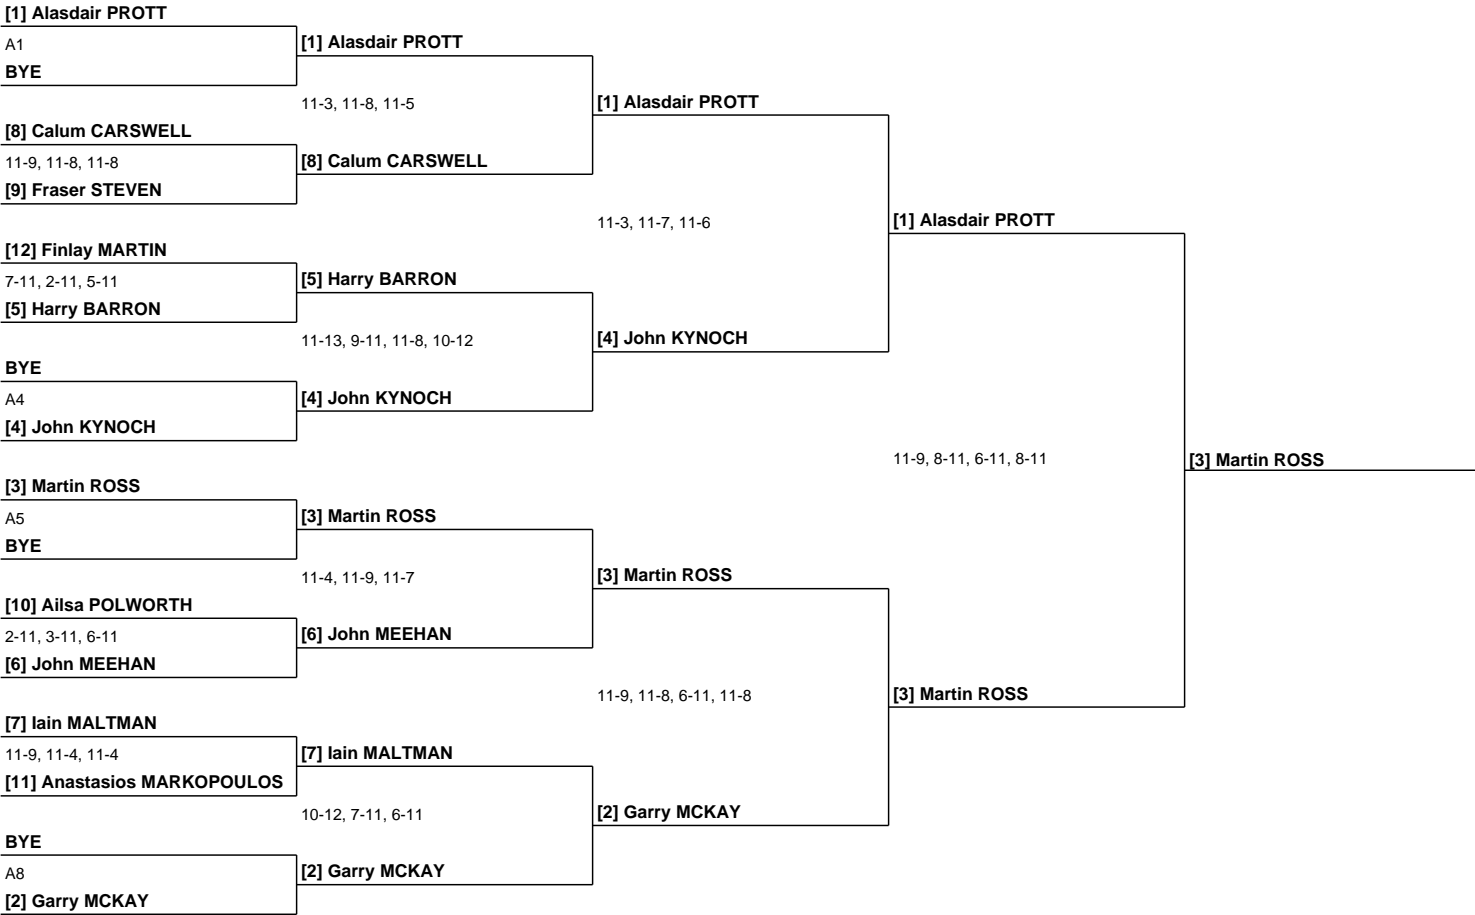 [1] Alasdair PROTT
A1
BYE
[8] Calum CARSWELL
11-9, 11-8, 11-8
[9] Fraser STEVEN
[12] Finlay MARTIN
7-11, 2-11, 5-11
[5] Harry BARRON
BYE
A4
[4] John KYNOCH
[3] Martin ROSS
A5
BYE
[10] Ailsa POLWORTH
2-11, 3-11, 6-11
[6] John MEEHAN
[7] Iain MALTMAN
11-9, 11-4, 11-4
[11] Anastasios MARKOPOULOS
BYE
A8
[2] Garry MCKAY
[1] Alasdair PROTT
11-3, 11-8, 11-5
[8] Calum CARSWELL
[5] Harry BARRON
11-13, 9-11, 11-8, 10-12
[4] John KYNOCH
[3] Martin ROSS
11-4, 11-9, 11-7
[6] John MEEHAN
[7] Iain MALTMAN
10-12, 7-11, 6-11
[2] Garry MCKAY
[1] Alasdair PROTT
11-3, 11-7, 11-6
[4] John KYNOCH
[3] Martin ROSS
11-9, 11-8, 6-11, 11-8
[2] Garry MCKAY
[1] Alasdair PROTT
11-9, 8-11, 6-11, 8-11
[3] Martin ROSS
[3] Martin ROSS